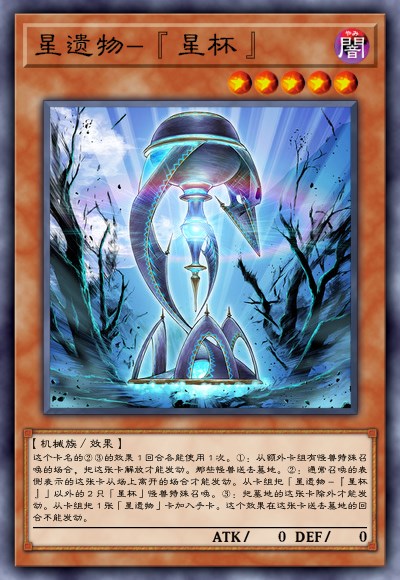 星遗物-『星杯』
やみ
闇
【机械族/效果】
这个卡名的②③的效果1回合各能使用1次。①:从额外卡组有怪兽特殊召
唤的场合,把这张卡解放才能发动。那些怪兽送去墓地。②:通常召唤的表
侧表示的这张卡从场上离开的场合才能发动。从卡组把「星遗物-『星杯
』」以外的2只「星杯」怪兽特殊召唤。③:把墓地的这张卡除外才能发
动。从卡组把1张「星遗物」卡加入手卡。这个效果在这张卡送去墓地的回
合不能发动。
ATK/ 0 DEF/ 0